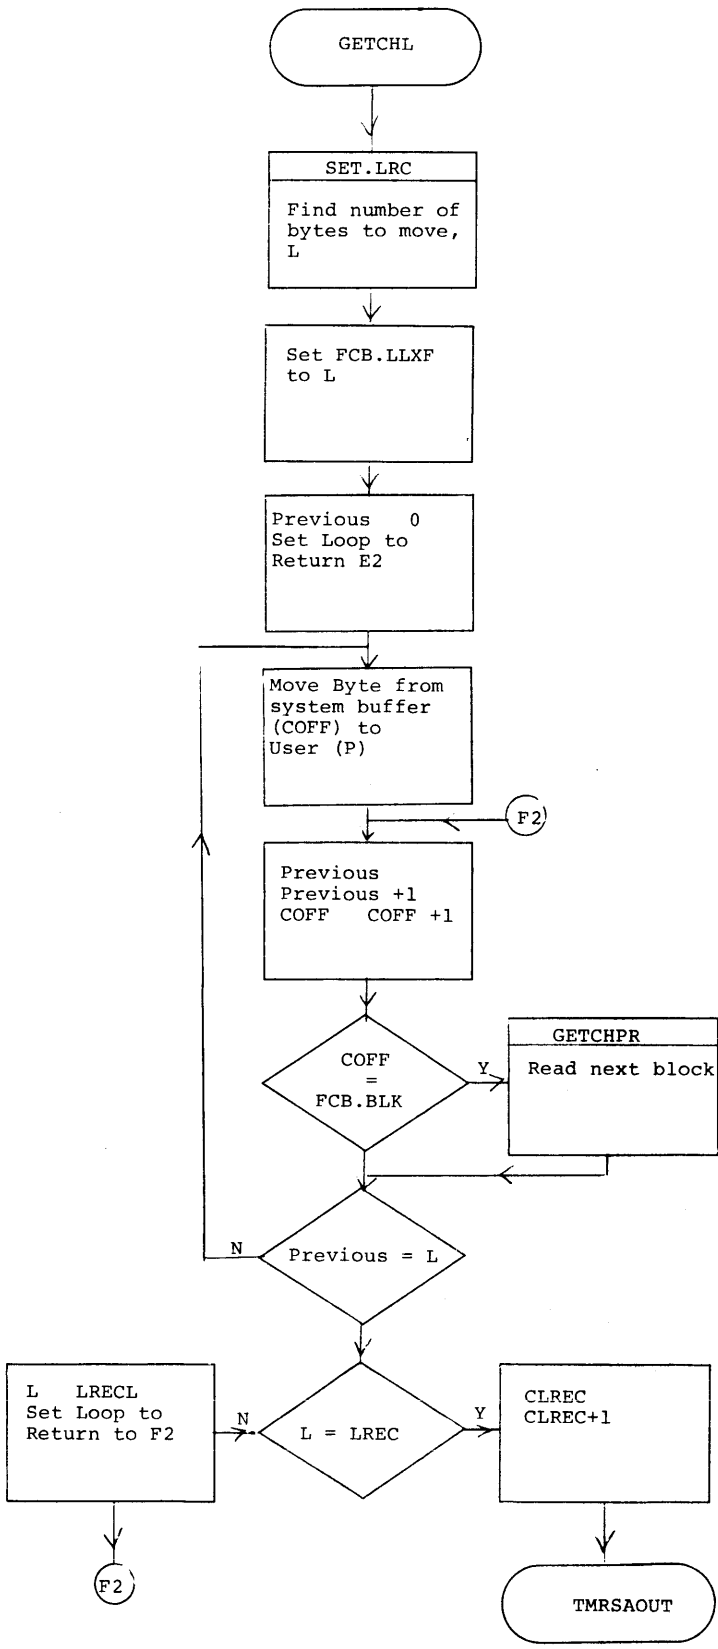 GETCHL
SET.LRC
Find number of
bytes to move,
L
Set FCB.LLXF
to L
Previous 0
Set Loop to
Return E2
Move Byte from
system buffer
(COFF) to
User (P)
F2
Previous
Previous +1
COFF COFF +1
COFF
=
FCB.BLK
Y
GETCHPR
Read next block
N
Previous = L
L LRECL
Set Loop to
Return to F2
N
L = LREC
Y
CLREC
CLREC+1
F2
TMRSAOUT